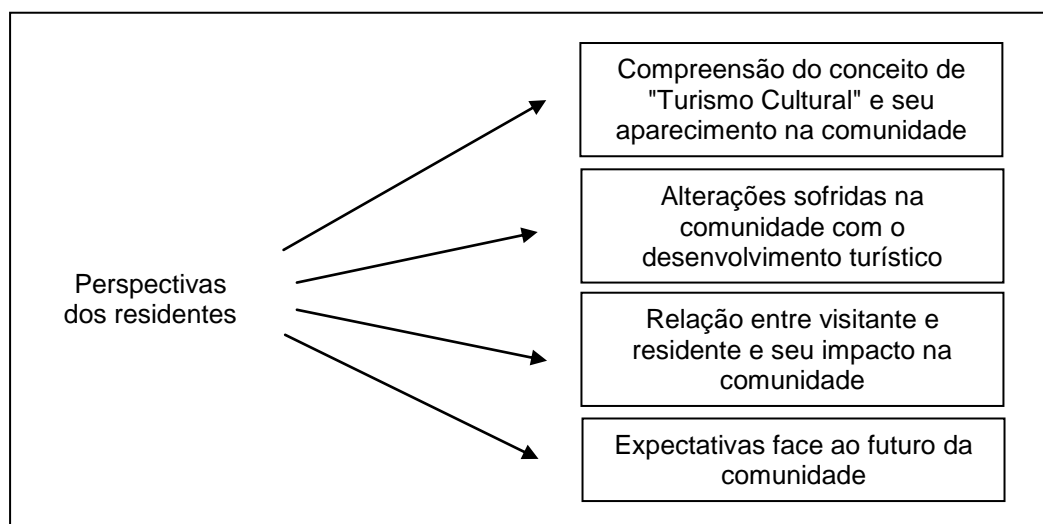 Compreensão do conceito de
"Turismo Cultural" e seu
aparecimento na comunidade
Alterações sofridas na
comunidade com o
desenvolvimento turístico
Perspectivas
dos residentes
Relação entre visitante e
residente e seu impacto na
comunidade
Expectativas face ao futuro da
comunidade